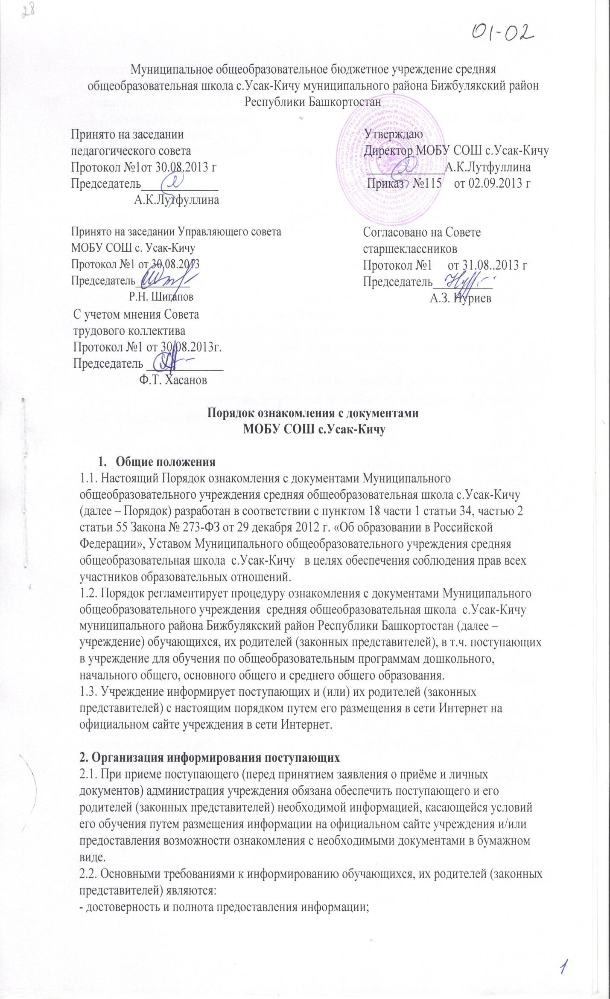 28
01-02
Муниципальное общеобразовательное бюджетное учреждение средняя
общеобразовательная школа с.Усак-Кичу муниципального района Бижбулякский район
Республики Башкортостан
Принято на заседании
педагогического совета
Протокол №1от 30.08.2013 г
Председатель_____________
А.К.Лутфуллина
Утверждаю
Директор МОБУ СОШ с.Усак-Кичу
_____________А.К.Лутфуллина
Приказ №115 от 02.09.2013 г
Принято на заседании Управляющего совета
МОБУ СОШ с. Усак-Кичу
Протокол №1 от 30.08.2013
Председатель__________
Р.Н. Шигапов
Согласовано на Совете
старшеклассников
Протокол №1 от 31.08..2013 г
Председатель__________
А.З. Нуриев
С учетом мнения Совета
трудового коллектива
Протокол №1 от 30.08.2013г.
Председатель _____________
Ф.Т. Хасанов
Порядок ознакомления с документами
МОБУ СОШ с.Усак-Кичу
1. Общие положения
1.1. Настоящий Порядок ознакомления с документами Муниципального
общеобразовательного учреждения средняя общеобразовательная школа с.Усак-Кичу
(далее – Порядок) разработан в соответствии с пунктом 18 части 1 статьи 34, частью 2
статьи 55 Закона № 273-ФЗ от 29 декабря 2012 г. «Об образовании в Российской
Федерации», Уставом Муниципального общеобразовательного учреждения средняя
общеобразовательная школа с.Усак-Кичу в целях обеспечения соблюдения прав всех
участников образовательных отношений.
1.2. Порядок регламентирует процедуру ознакомления с документами Муниципального
общеобразовательного учреждения средняя общеобразовательная школа с.Усак-Кичу
муниципального района Бижбулякский район Республики Башкортостан (далее –
учреждение) обучающихся, их родителей (законных представителей), в т.ч. поступающих
в учреждение для обучения по общеобразовательным программам дошкольного,
начального общего, основного общего и среднего общего образования.
1.3. Учреждение информирует поступающих и (или) их родителей (законных
представителей) с настоящим порядком путем его размещения в сети Интернет на
официальном сайте учреждения в сети Интернет.
2. Организация информирования поступающих
2.1. При приеме поступающего (перед принятием заявления о приёме и личных
документов) администрация учреждения обязана обеспечить поступающего и его
родителей (законных представителей) необходимой информацией, касающейся условий
его обучения путем размещения информации на официальном сайте учреждения и/или
предоставления возможности ознакомления с необходимыми документами в бумажном
виде.
2.2. Основными требованиями к информированию обучающихся, их родителей (законных
представителей) являются:
- достоверность и полнота предоставления информации;
1